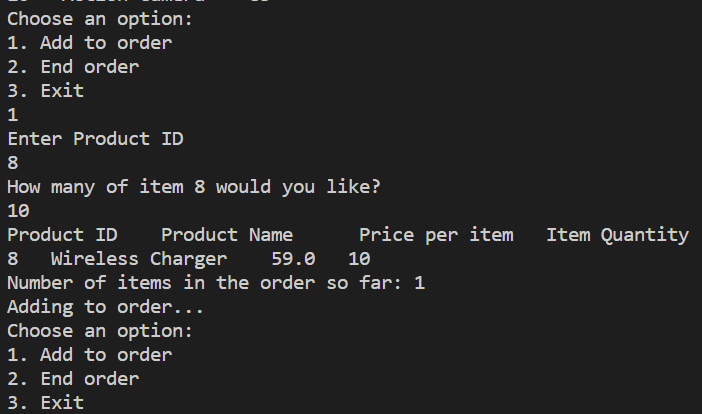 Choose an option:
1. Add to order
2. End order
3. Exit
1
Enter Product ID
8
How many of item 8 would you like?
10
Product ID    Product Name      Price per item   Item Quantity
8   Wireless Charger    59.0   10
Number of items in the order so far: 1
Adding to order...
Choose an option:
1. Add to order
2. End order
3. Exit